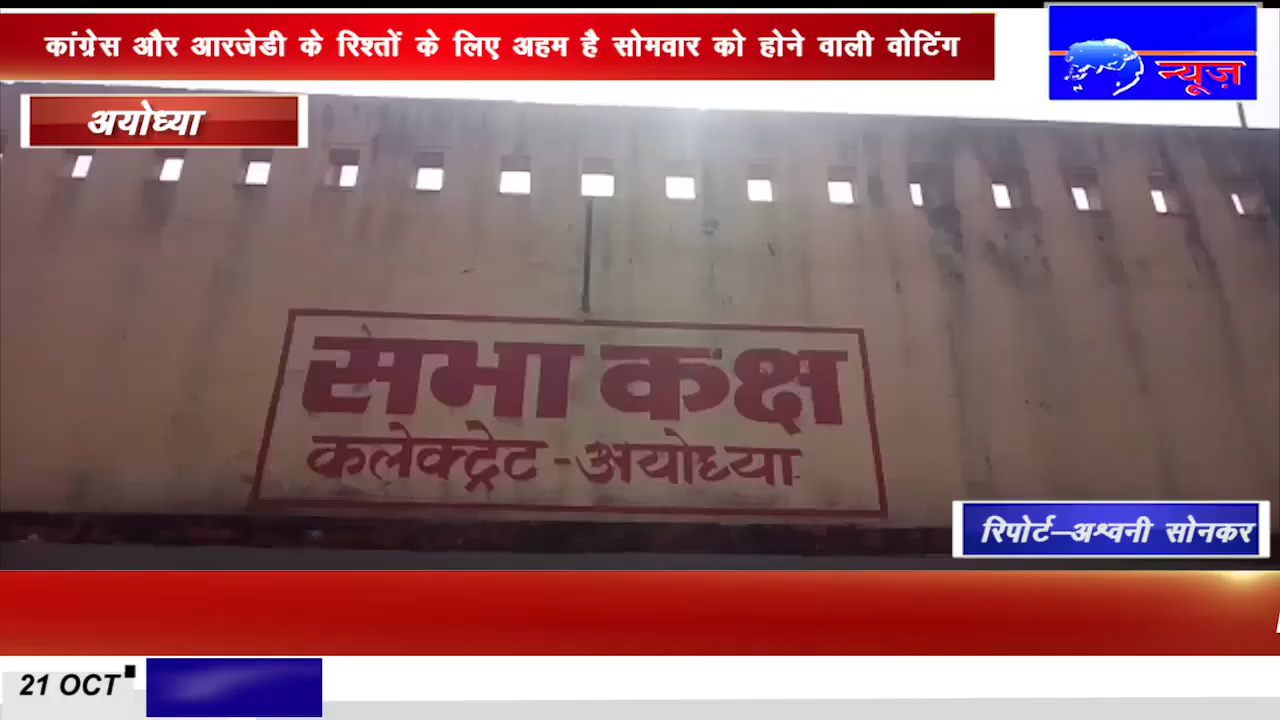 कांग्रेस और आरजेडी के रिश्तों के लिए अहम है सोमवार को होने वाली वोटिंग
न्यूज़
अयोध्या
सभा कक्ष
कलेक्ट्रेट-अयोध्या
रिपोर्ट–अश्वनी सोनकर
21 OCT